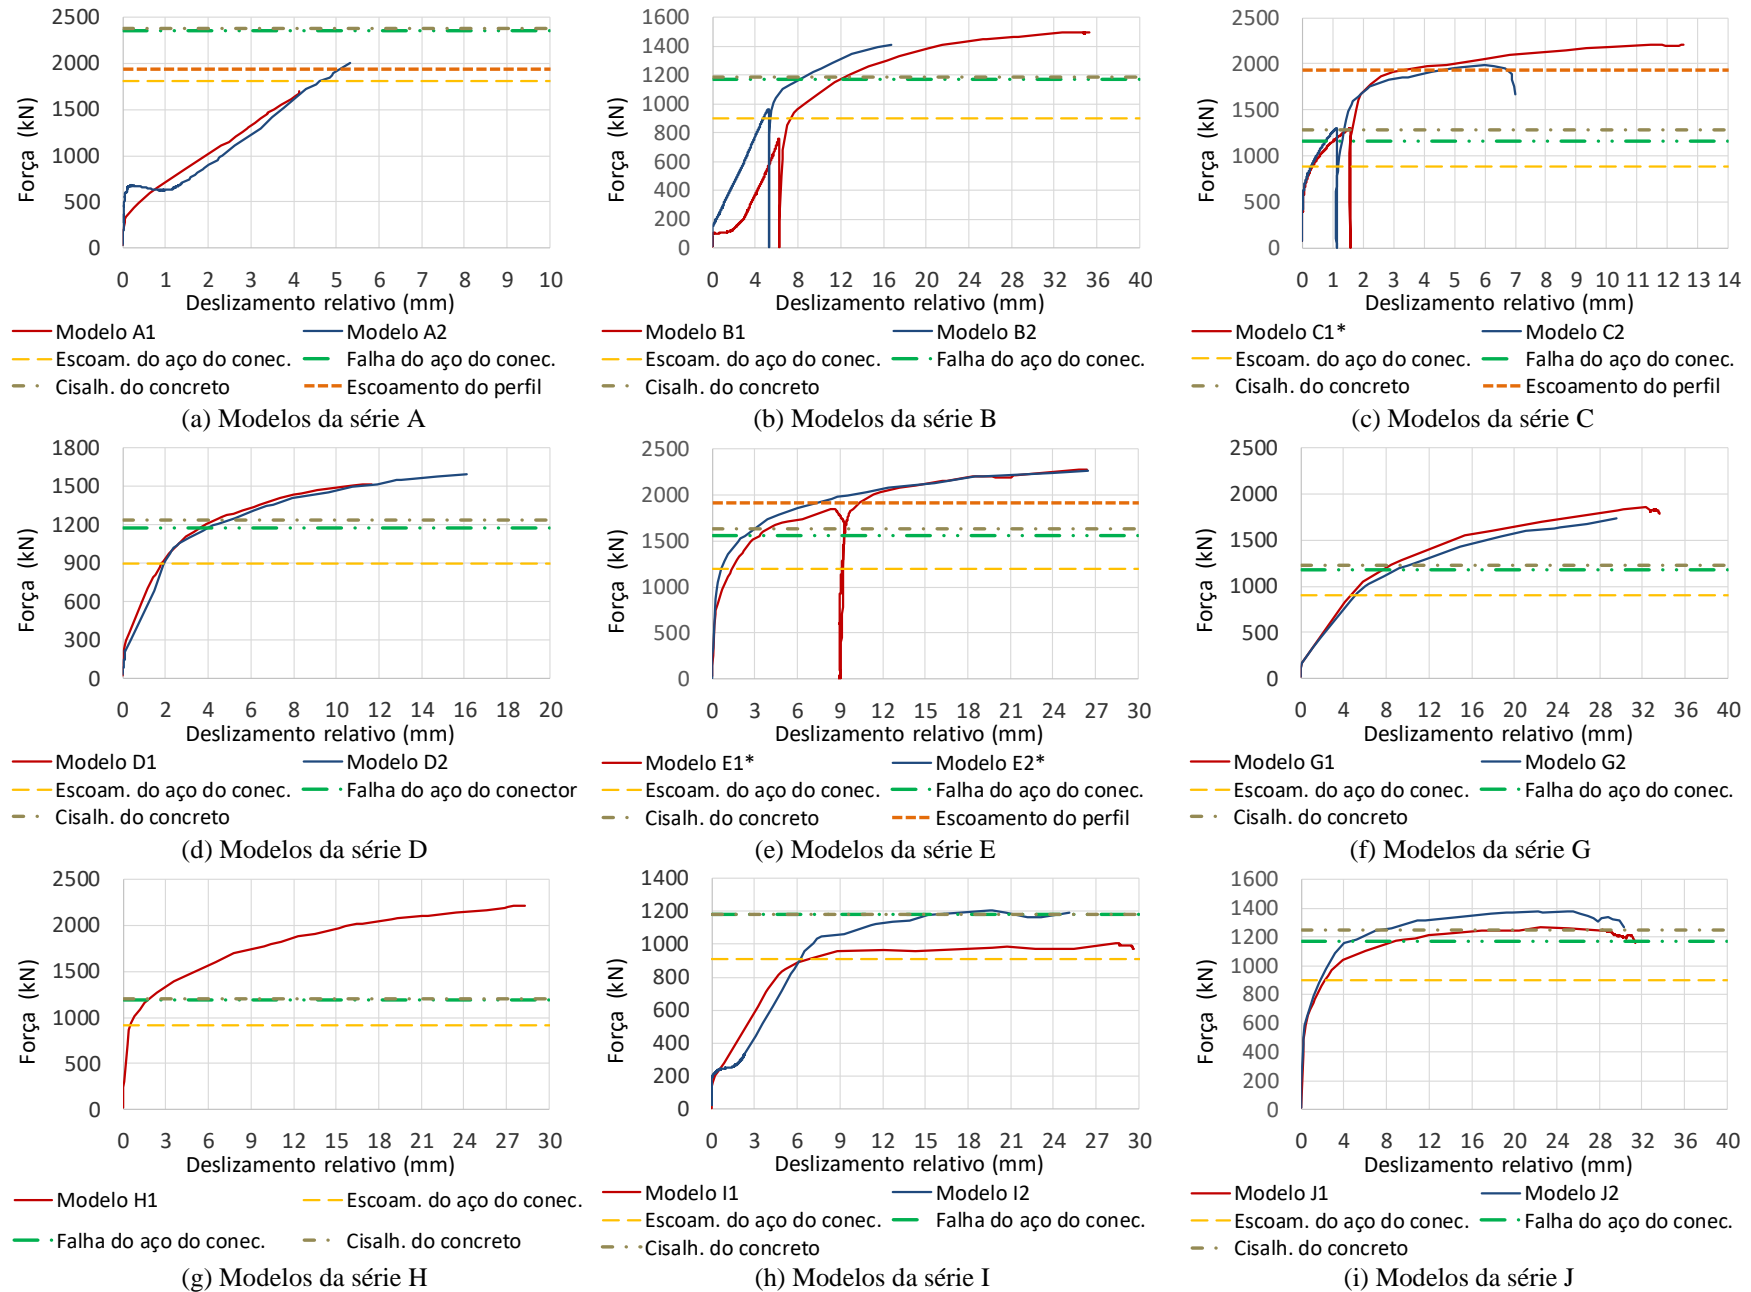 Força (kN)
2500
2000
1500
1000
500
0
0 1 2 3 4 5 6 7 8 9 10
Deslizamento relativo (mm)
Modelo A1 Modelo A2
Escoam. do aço do conec. Falha do aço do conec.
Cisalh. do concreto Escoamento do perfil
(a) Modelos da série A
Força (kN)
1600
1400
1200
1000
800
600
400
200
0
0 4 8 12 16 20 24 28 32 36 40
Deslizamento relativo (mm)
Modelo B1 Modelo B2
Escoam. do aço do conec. Falha do aço do conec.
Cisalh. do concreto
(b) Modelos da série B
Força (kN)
2500
2000
1500
1000
500
0
0 1 2 3 4 5 6 7 8 9 10 11 12 13 14
Deslizamento relativo (mm)
Modelo C1* Modelo C2
Escoam. do aço do conec. Falha do aço do conec.
Cisalh. do concreto Escoamento do perfil
(c) Modelos da série C
Força (kN)
1800
1500
1200
900
600
300
0
0 2 4 6 8 10 12 14 16 18 20
Deslizamento relativo (mm)
Modelo D1 Modelo D2
Escoam. do aço do conec. Falha do aço do conector
Cisalh. do concreto
(d) Modelos da série D
Força (kN)
2500
2000
1500
1000
500
0
0 3 6 9 12 15 18 21 24 27 30
Deslizamento relativo (mm)
Modelo E1* Modelo E2*
Escoam. do aço do conec. Falha do aço do conec.
Cisalh. do concreto Escoamento do perfil
(e) Modelos da série E
Força (kN)
2500
2000
1500
1000
500
0
0 4 8 12 16 20 24 28 32 36 40
Deslizamento relativo (mm)
Modelo G1 Modelo G2
Escoam. do aço do conec. Falha do aço do conec.
Cisalh. do concreto
(f) Modelos da série G
Força (kN)
2500
2000
1500
1000
500
0
0 3 6 9 12 15 18 21 24 27 30
Deslizamento relativo (mm)
Modelo H1 Escoam. do aço do conec.
Falha do aço do conec. Cisalh. do concreto
(g) Modelos da série H
Força (kN)
1400
1200
1000
800
600
400
200
0
0 3 6 9 12 15 18 21 24 27 30
Deslizamento relativo (mm)
Modelo I1 Modelo I2
Escoam. do aço do conec. Falha do aço do conec.
Cisalh. do concreto
(h) Modelos da série I
Força (kN)
1600
1400
1200
1000
800
600
400
200
0
0 4 8 12 16 20 24 28 32 36 40
Deslizamento relativo (mm)
Modelo J1 Modelo J2
Escoam. do aço do conec. Falha do aço do conec.
Cisalh. do concreto
(i) Modelos da série J